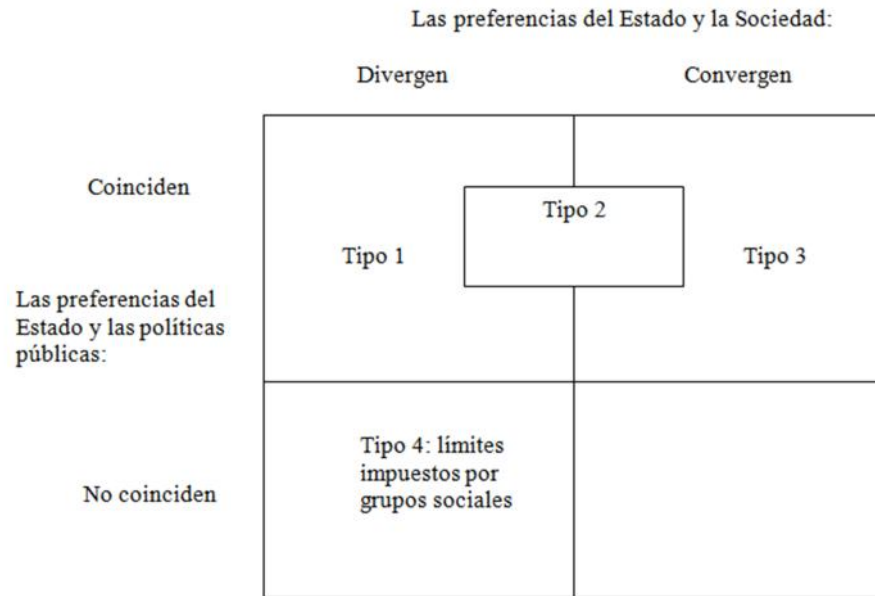 Las preferencias del Estado y la Sociedad:
Divergen
Convergen
Coinciden
Tipo 2
Tipo 1
Tipo 3
Las preferencias del
Estado y las políticas
públicas:
Tipo 4: límites
impuestos por
grupos sociales
No coinciden